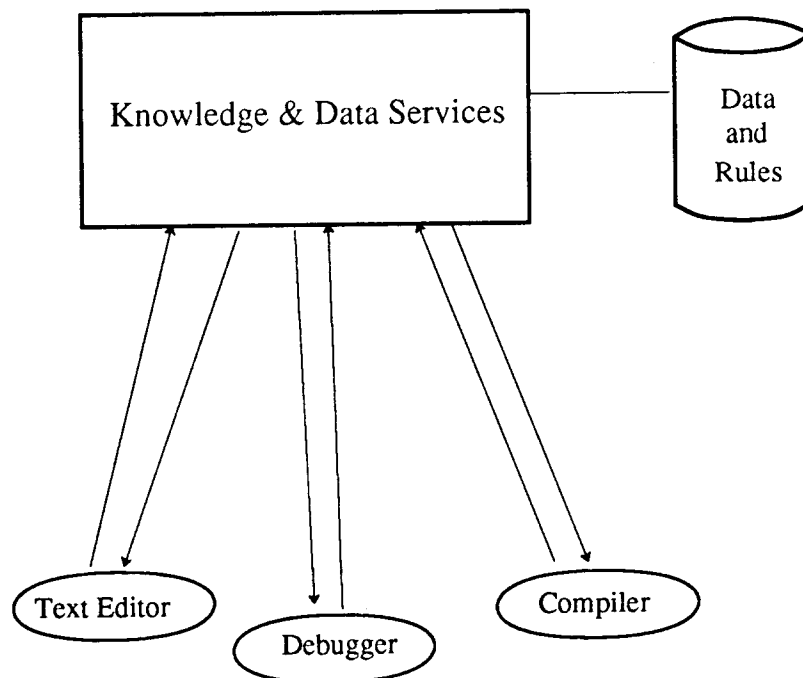 Knowledge & Data Services
Data
and
Rules
Text Editor
Debugger
Compiler